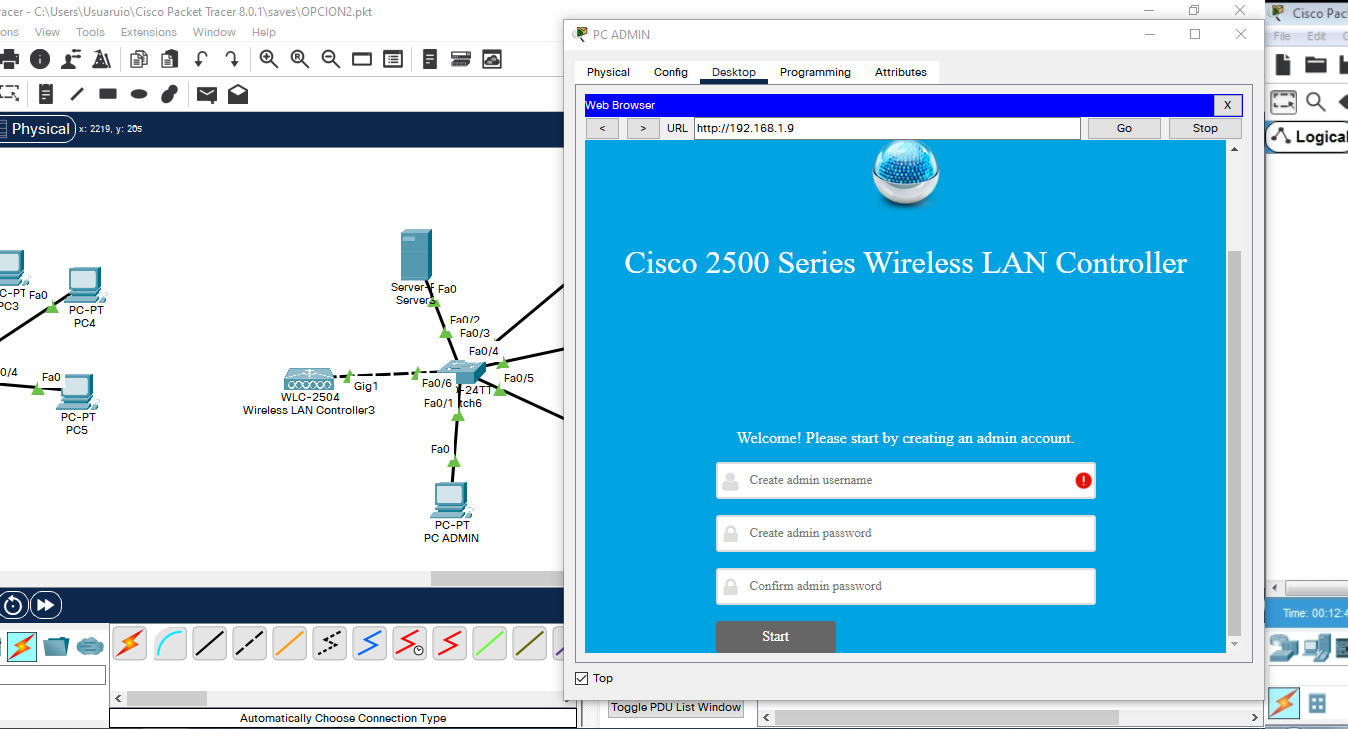 racer - C:\Users\Usuaruio\Cisco Packet Tracer 8.0.1\saves\OPCION2.pkt
ons View Tools Extensions Window Help
Physical x: 2219, y: 205
C-PT
PC3
Fa0
PC-PT
PC4
0/4
Fa0
PC-PT
PC5
Server-P
Server3
Fa0
Fa0/2
Fa0/3
Fa0/4
Fa0/5
Fa0/6
Gig1
WLC-2504
Wireless LAN Controller3
-24TT
tch6
Fa0/1
Fa0
PC-PT
PC ADMIN
Automatically Choose Connection Type
Toggle PDU List Window
PC ADMIN
Physical Config Desktop Programming Attributes
Web Browser X
< > URL http://192.168.1.9 Go Stop
Cisco 2500 Series Wireless LAN Controller
Welcome! Please start by creating an admin account.
Create admin username
Create admin password
Confirm admin password
Start
Top
Cisco Pac
File Edit
Logical
Time: 00:12:4